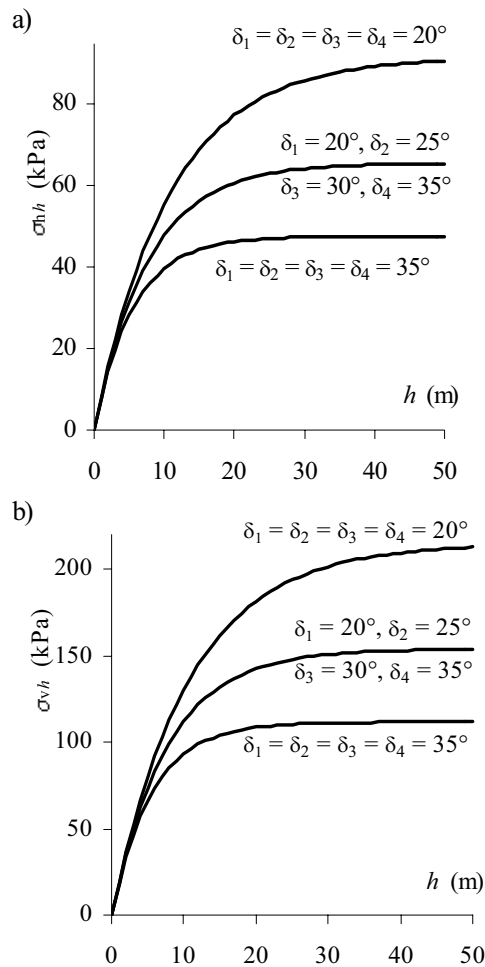 a)
δ₁ = δ₂ = δ₃ = δ₄ = 20°
80
δ₁ = 20°, δ₂ = 25°
60
δ₃ = 30°, δ₄ = 35°
σhh (kPa)
40
δ₁ = δ₂ = δ₃ = δ₄ = 35°
20
h (m)
0
0 10 20 30 40 50
b)
δ₁ = δ₂ = δ₃ = δ₄ = 20°
200
δ₁ = 20°, δ₂ = 25°
150
δ₃ = 30°, δ₄ = 35°
σvh (kPa)
100
δ₁ = δ₂ = δ₃ = δ₄ = 35°
50
h (m)
0
0 10 20 30 40 50